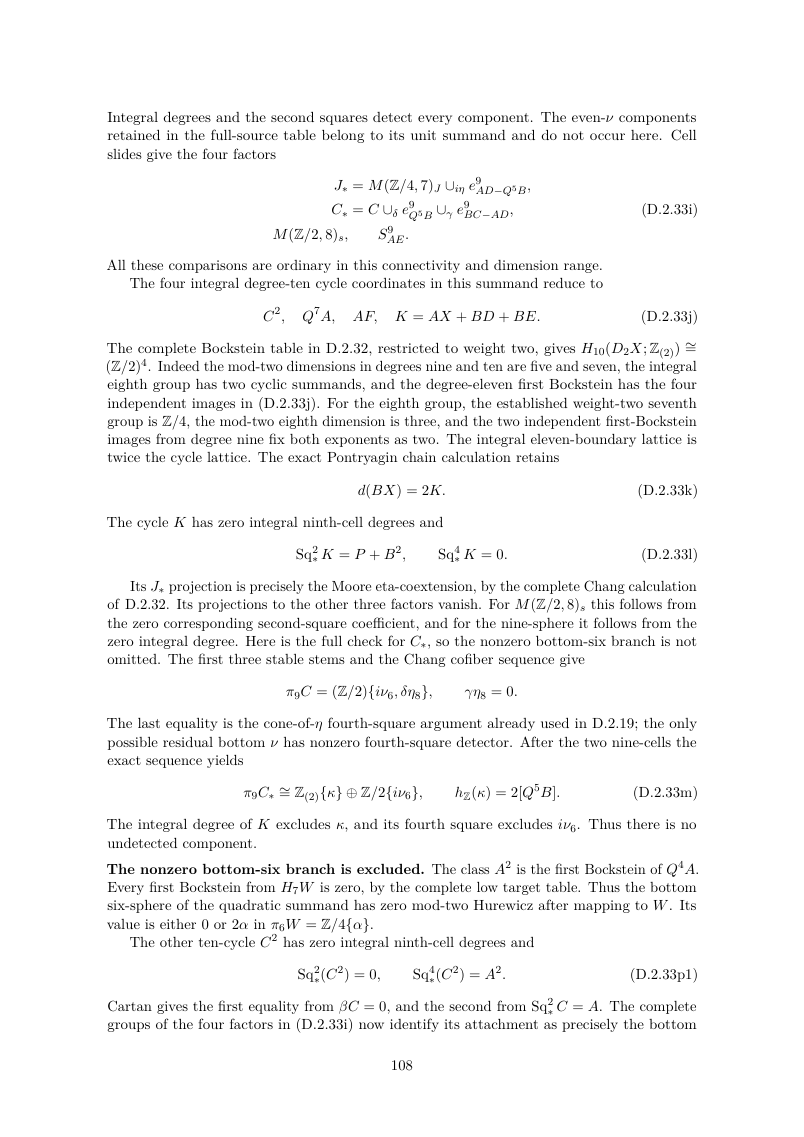 Integral degrees and the second squares detect every component. The even-ν components
retained in the full-source table belong to its unit summand and do not occur here. Cell
slides give the four factors
J∗ = M(ℤ/4, 7)_J ∪_{iη} e^9_{AD−Q^5B},
C∗ = C ∪_δ e^9_{Q^5B} ∪_γ e^9_{BC−AD}, (D.2.33i)
M(ℤ/2, 8)_s, S^9_{AE}.
All these comparisons are ordinary in this connectivity and dimension range.
The four integral degree-ten cycle coordinates in this summand reduce to
C^2, Q^7A, AF, K = AX + BD + BE. (D.2.33j)
The complete Bockstein table in D.2.32, restricted to weight two, gives H_{10}(D_2X; ℤ_{(2)}) ≅
(ℤ/2)^4. Indeed the mod-two dimensions in degrees nine and ten are five and seven, the integral
eighth group has two cyclic summands, and the degree-eleven first Bockstein has the four
independent images in (D.2.33j). For the eighth group, the established weight-two seventh
group is ℤ/4, the mod-two eighth dimension is three, and the two independent first-Bockstein
images from degree nine fix both exponents as two. The integral eleven-boundary lattice is
twice the cycle lattice. The exact Pontryagin chain calculation retains
d(BX) = 2K. (D.2.33k)
The cycle K has zero integral ninth-cell degrees and
Sq^2_∗ K = P + B^2, Sq^4_∗ K = 0. (D.2.33l)
Its J∗ projection is precisely the Moore eta-coextension, by the complete Chang calculation
of D.2.32. Its projections to the other three factors vanish. For M(ℤ/2, 8)_s this follows from
the zero corresponding second-square coefficient, and for the nine-sphere it follows from the
zero integral degree. Here is the full check for C∗, so the nonzero bottom-six branch is not
omitted. The first three stable stems and the Chang cofiber sequence give
π_9C = (ℤ/2){iν_6, δη_8}, γη_8 = 0.
The last equality is the cone-of-η fourth-square argument already used in D.2.19; the only
possible residual bottom ν has nonzero fourth-square detector. After the two nine-cells the
exact sequence yields
π_9C∗ ≅ ℤ_{(2)}{κ} ⊕ ℤ/2{iν_6}, h_ℤ(κ) = 2[Q^5B]. (D.2.33m)
The integral degree of K excludes κ, and its fourth square excludes iν_6. Thus there is no
undetected component.
The nonzero bottom-six branch is excluded. The class A^2 is the first Bockstein of Q^4A.
Every first Bockstein from H_7W is zero, by the complete low target table. Thus the bottom
six-sphere of the quadratic summand has zero mod-two Hurewicz after mapping to W. Its
value is either 0 or 2α in π_6W = ℤ/4{α}.
The other ten-cycle C^2 has zero integral ninth-cell degrees and
Sq^2_∗(C^2) = 0, Sq^4_∗(C^2) = A^2. (D.2.33p1)
Cartan gives the first equality from βC = 0, and the second from Sq^2_∗ C = A. The complete
groups of the four factors in (D.2.33i) now identify its attachment as precisely the bottom
108